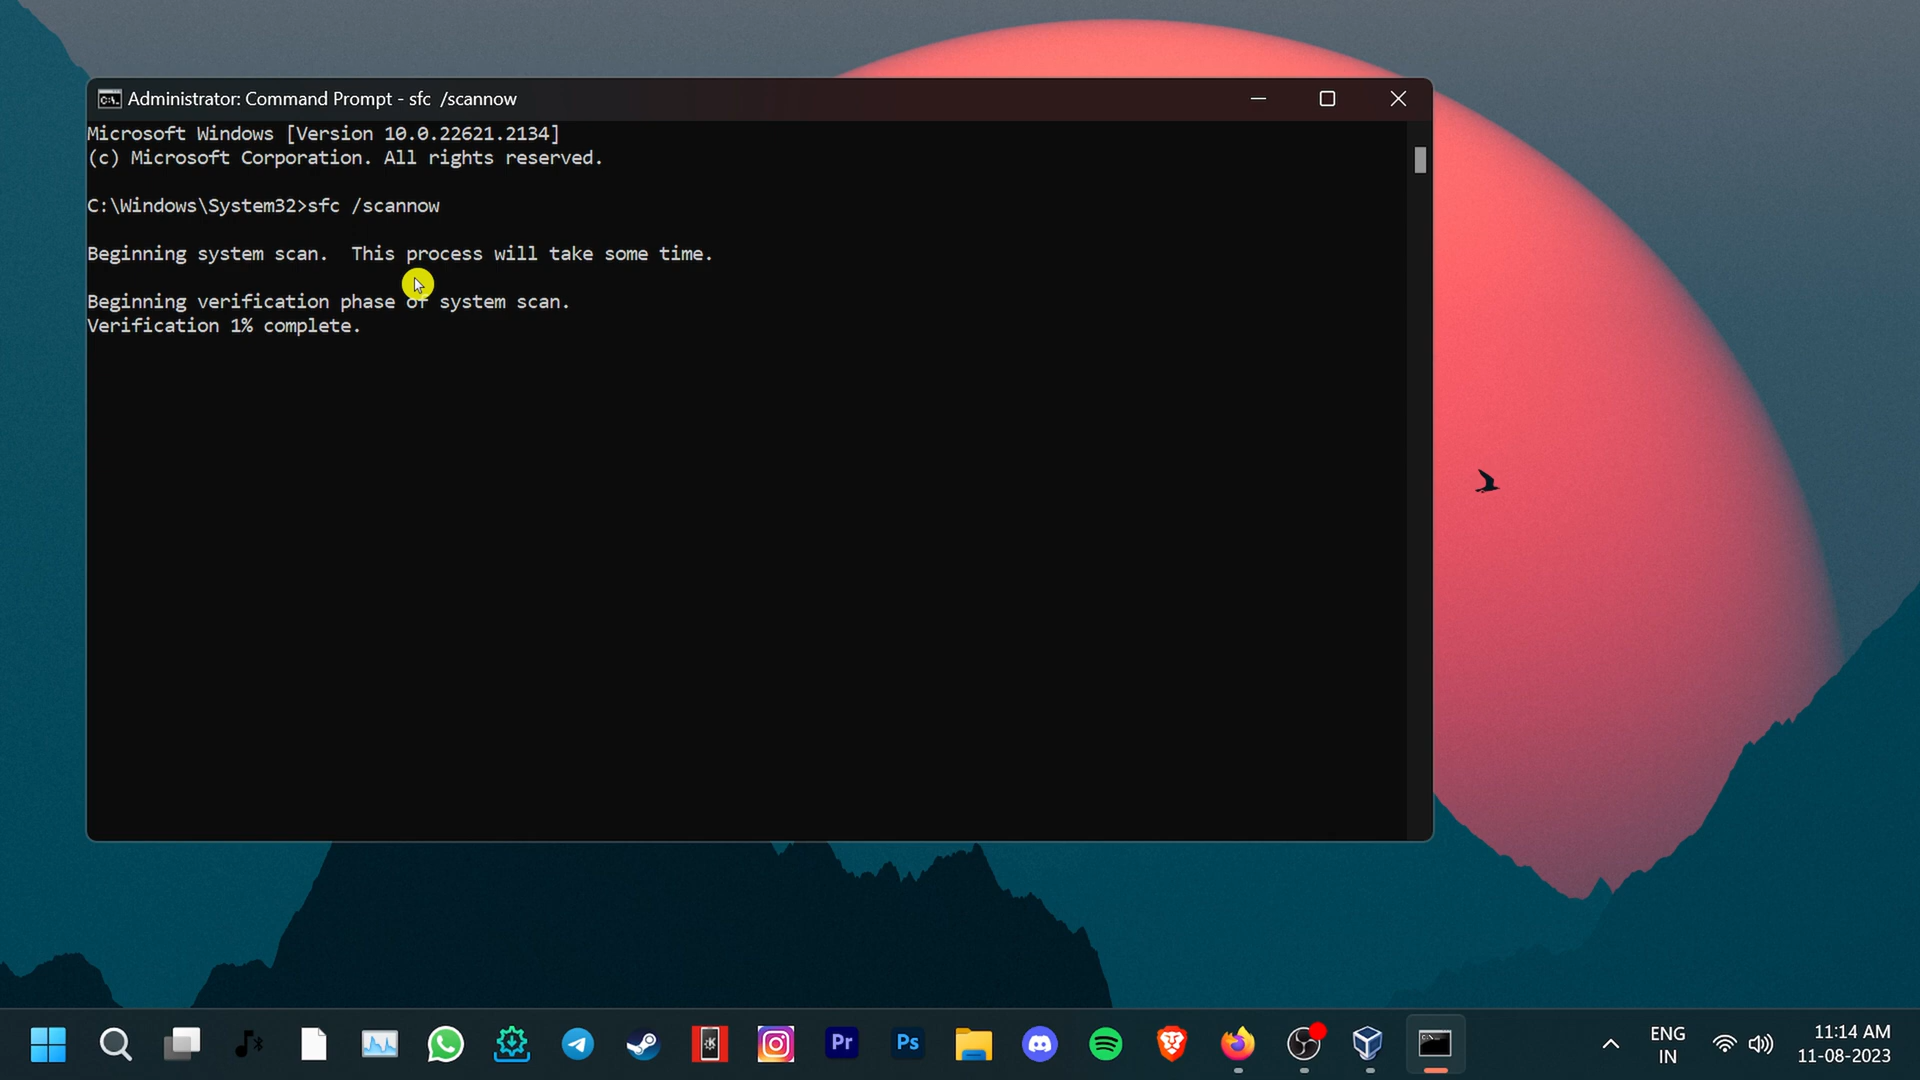 Administrator: Command Prompt - sfc  /scannow
Microsoft Windows [Version 10.0.22621.2134]
(c) Microsoft Corporation. All rights reserved.
C:\Windows\System32>sfc /scannow
Beginning system scan.  This process will take some time.
Beginning verification phase of system scan.
Verification 1% complete.
Pr
Ps
ENG
IN
11:14 AM
11-08-2023